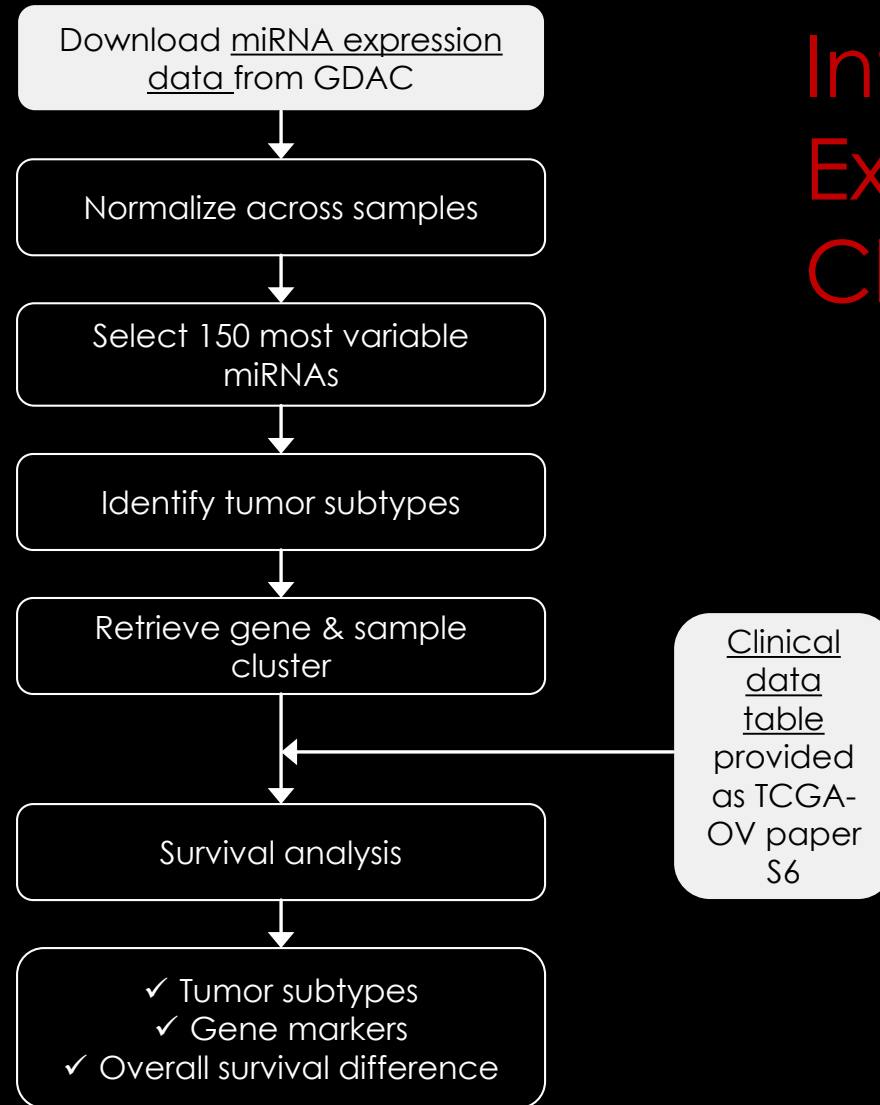 Download miRNA expression
data from GDAC
Normalize across samples
Select 150 most variable
miRNAs
Identify tumor subtypes
Retrieve gene & sample
cluster
Clinical
data
table
provided
as TCGA-
OV paper
S6
Survival analysis
✓ Tumor subtypes
✓ Gene markers
✓ Overall survival difference